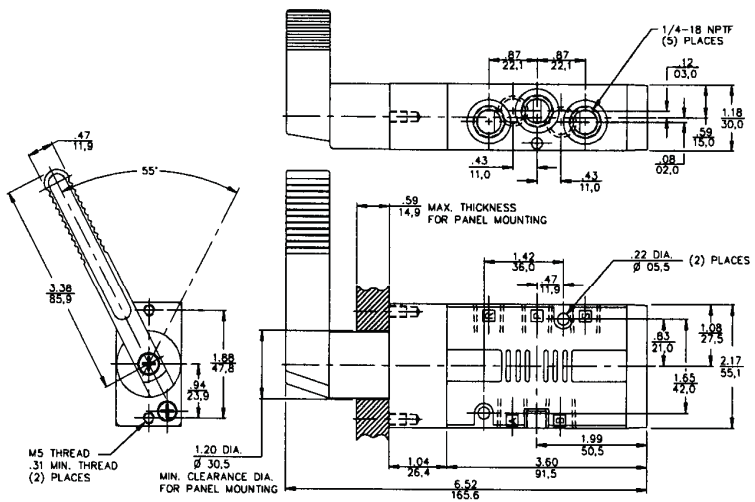 1/4-18 NPTF
(5) PLACES
.87
22,1
.87
22,1
.12
03,0
1.18
30,0
.59
15,0
.08
02,0
.43
11,0
.43
11,0
.47
11,9
55°
3.38
85,9
1.88
47,8
.94
23,9
M5 THREAD
.31 MIN. THREAD
(2) PLACES
.59
14,9
MAX. THICKNESS
FOR PANEL MOUNTING
1.42
36,0
.47
11,9
.22 DIA.
Ø 05,5
(2) PLACES
.83
21,0
1.08
27,5
2.17
55,1
1.65
42,0
A
B
1.20 DIA.
Ø 30,5
MIN. CLEARANCE DIA.
FOR PANEL MOUNTING
1.04
26,4
1.99
50,5
3.60
91,5
6.52
165.6